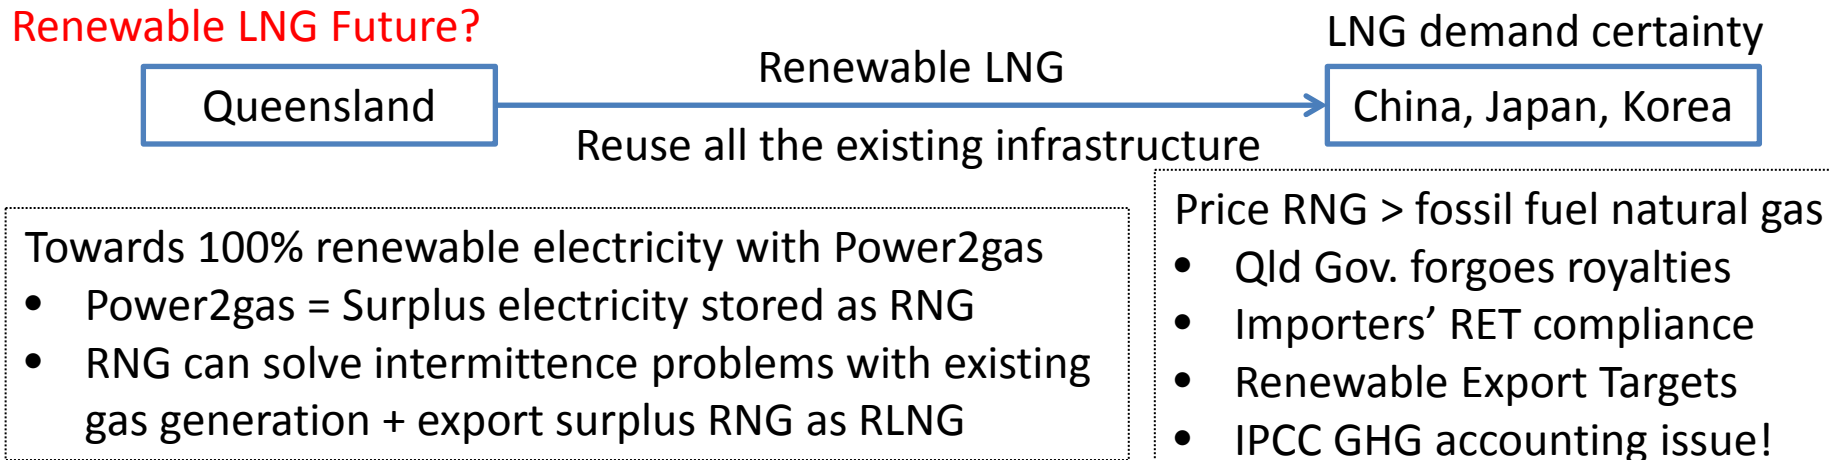 Renewable LNG Future?
LNG demand certainty
Queensland
Renewable LNG
Reuse all the existing infrastructure
China, Japan, Korea
Towards 100% renewable electricity with Power2gas
• Power2gas = Surplus electricity stored as RNG
• RNG can solve intermittence problems with existing
gas generation + export surplus RNG as RLNG
Price RNG > fossil fuel natural gas
• Qld Gov. forgoes royalties
• Importers’ RET compliance
• Renewable Export Targets
• IPCC GHG accounting issue!